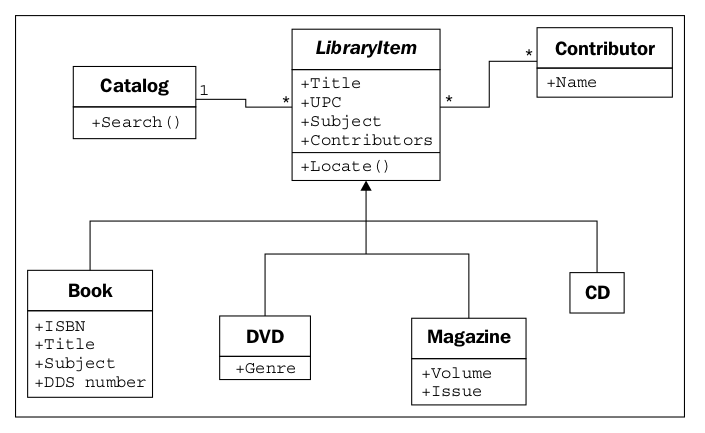 Catalog
+Search()
1
*
LibraryItem
+Title
+UPC
+Subject
+Contributors
+Locate()
*
*
Contributor
+Name
Book
+ISBN
+Title
+Subject
+DDS number
DVD
+Genre
Magazine
+Volume
+Issue
CD